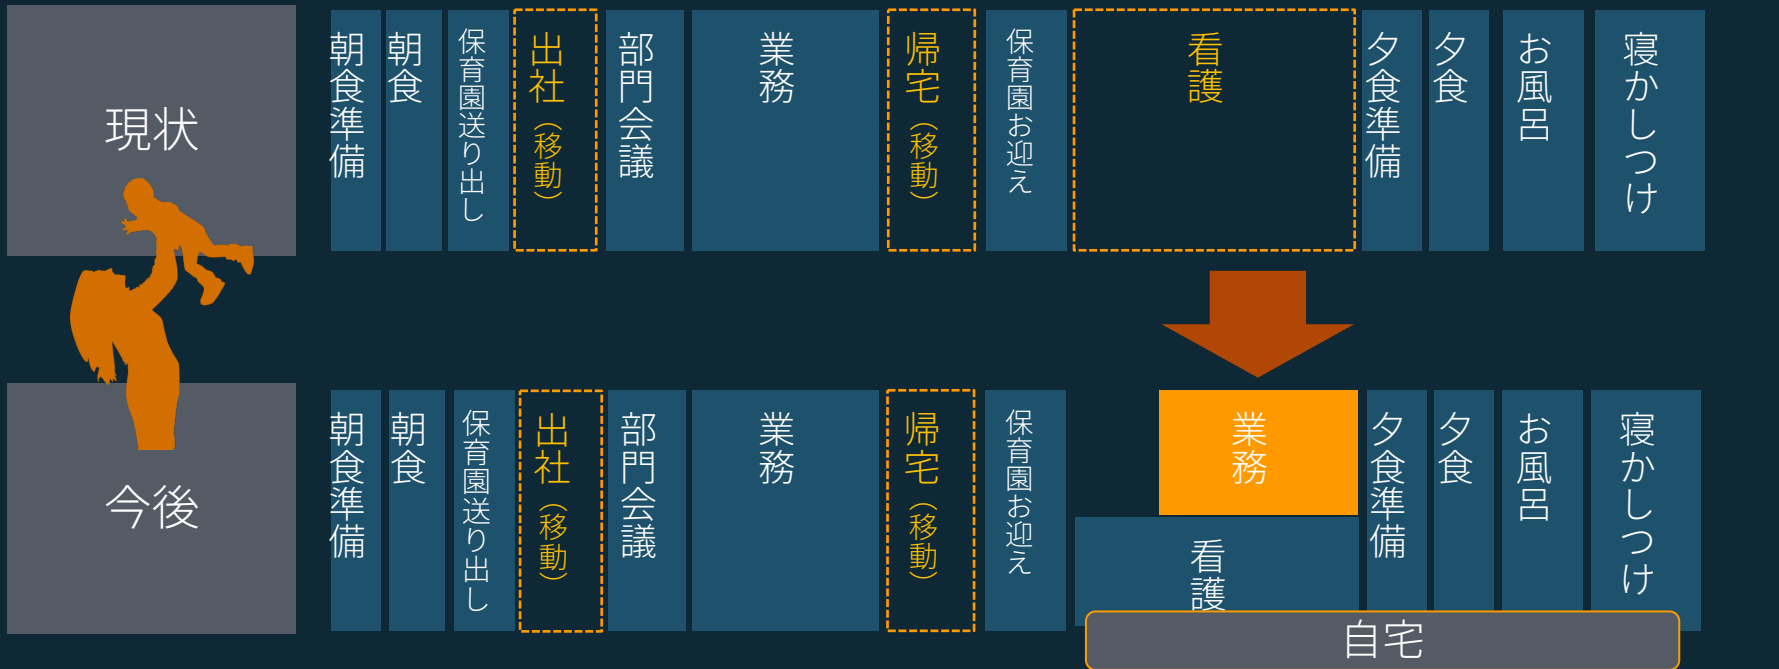 現状
朝食準備
朝食
保育園送り出し
出社（移動）
部門会議
業務
帰宅（移動）
保育園お迎え
看護
夕食準備
夕食
お風呂
寝かしつけ
今後
朝食準備
朝食
保育園送り出し
出社（移動）
部門会議
業務
帰宅（移動）
保育園お迎え
業務
看護
夕食準備
夕食
お風呂
寝かしつけ
自宅